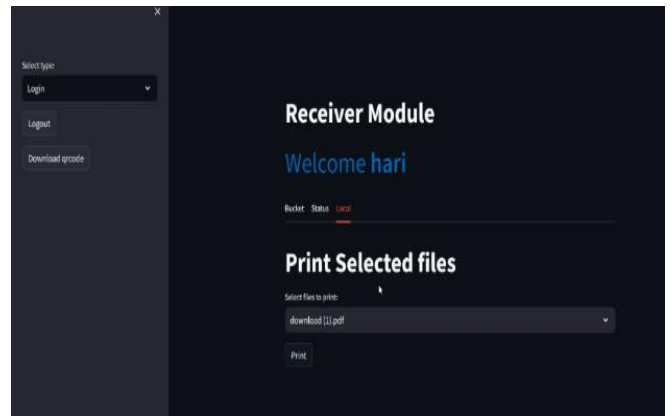 X
Select type:
Login
Logout
Download qrcode
Receiver Module
Welcome hari
Bucket Status Local
Print Selected files
Select files to print:
download (1).pdf
Print